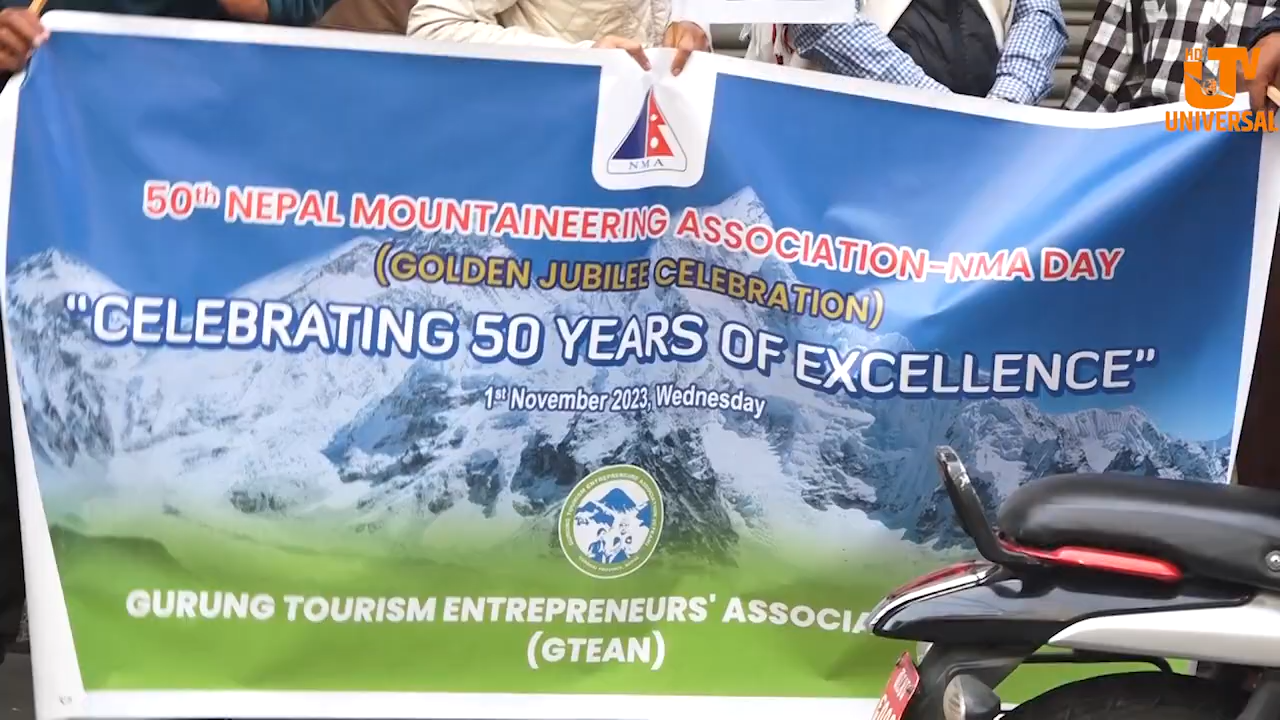 HD
UTV
UNIVERSAL
NMA
50th NEPAL MOUNTAINEERING ASSOCIATION-NMA DAY
(GOLDEN JUBILEE CELEBRATION)
"CELEBRATING 50 YEARS OF EXCELLENCE"
1st November 2023, Wednesday
GURUNG TOURISM ENTREPRENEURS' ASSOCIA
(GTEAN)